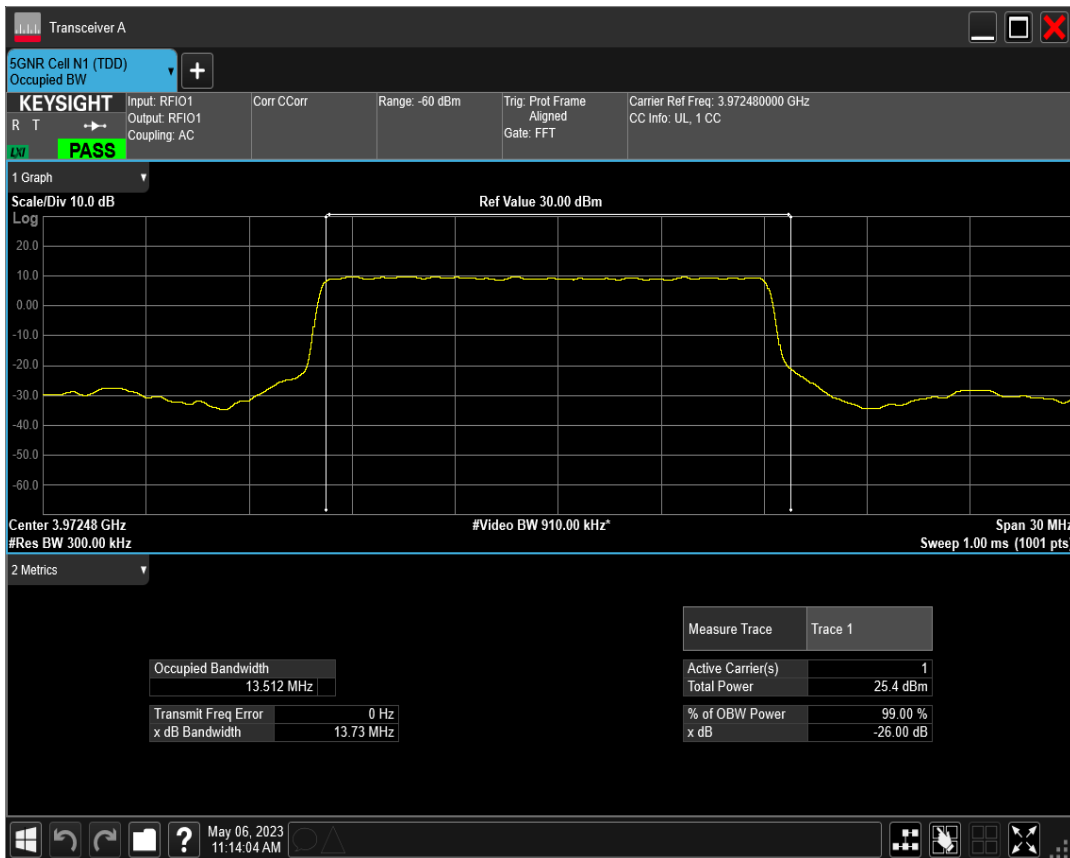 Transceiver A
5GNR Cell N1 (TDD)
Occupied BW
+
KEYSIGHT
R T
LXI
PASS
Input: RFIO1
Output: RFIO1
Coupling: AC
Corr CCorr
Range: -60 dBm
Trig: Prot Frame
Aligned
Gate: FFT
Carrier Ref Freq: 3.972480000 GHz
CC Info: UL, 1 CC
1 Graph
Scale/Div 10.0 dB
Ref Value 30.00 dBm
Log
20.0
10.0
0.00
-10.0
-20.0
-30.0
-40.0
-50.0
-60.0
Center 3.97248 GHz
#Video BW 910.00 kHz*
Span 30 MHz
#Res BW 300.00 kHz
Sweep 1.00 ms (1001 pts)
2 Metrics
Measure Trace Trace 1
Occupied Bandwidth
13.512 MHz
Active Carrier(s) 1
Total Power 25.4 dBm
Transmit Freq Error 0 Hz
x dB Bandwidth 13.73 MHz
% of OBW Power 99.00 %
x dB -26.00 dB
?
May 06, 2023
11:14:04 AM